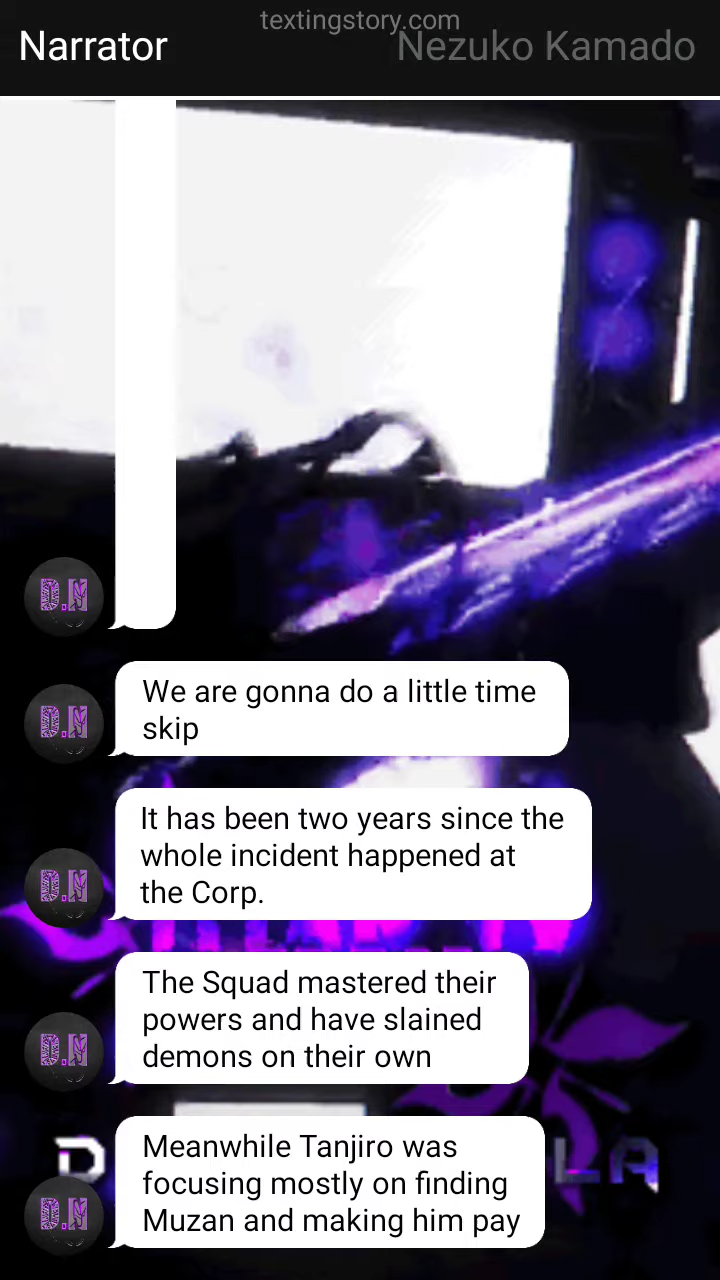 textingstory.com
Narrator
Nezuko Kamado
D.N
We are gonna do a little time
skip
D.N
It has been two years since the
whole incident happened at
the Corp.
D.N
The Squad mastered their
powers and have slained
demons on their own
D.N
Meanwhile Tanjiro was
focusing mostly on finding
Muzan and making him pay
D.N
D
LA